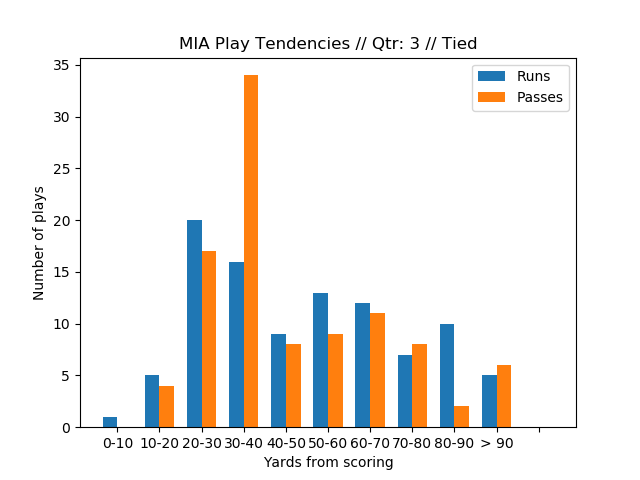 MIA Play Tendencies // Qtr: 3 // Tied
Runs
Passes
Number of plays
35
30
25
20
15
10
5
0
0-10 10-20 20-30 30-40 40-50 50-60 60-70 70-80 80-90 > 90
Yards from scoring